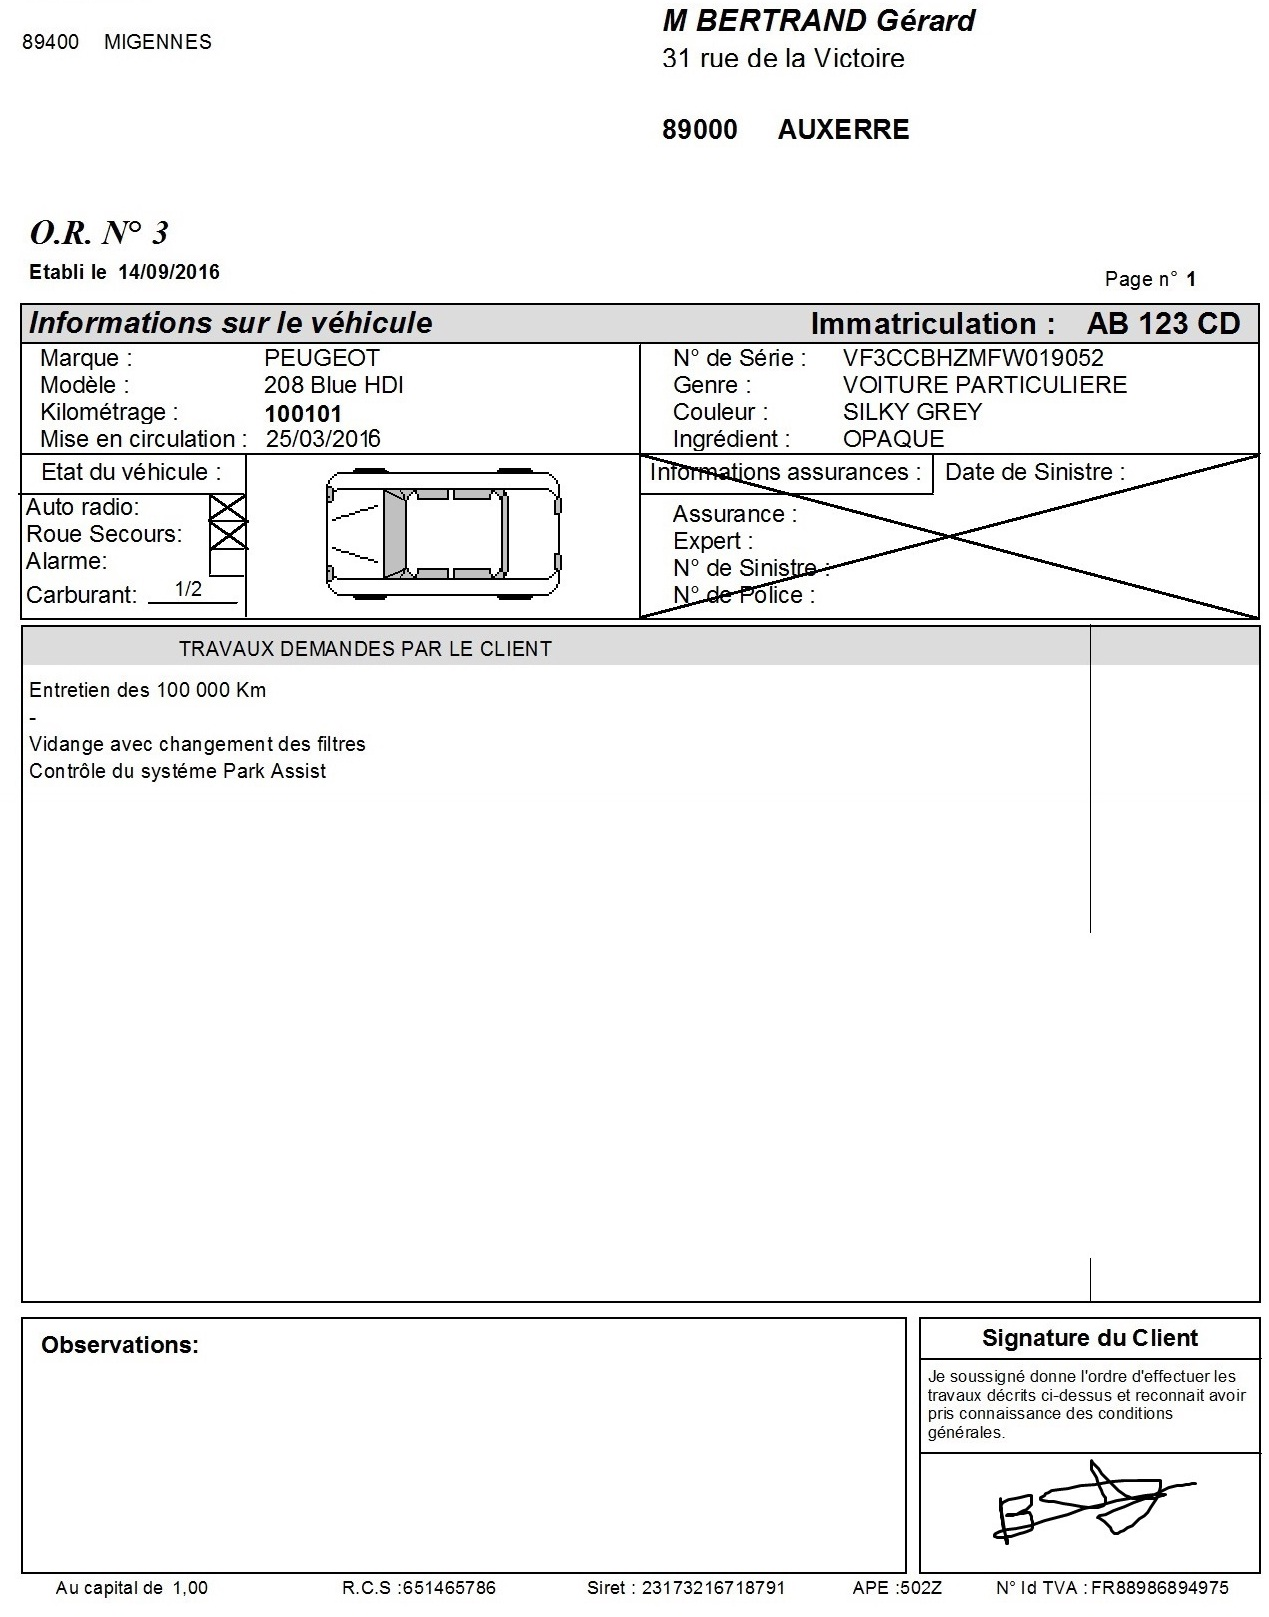 89400 MIGENNES
M BERTRAND Gérard
31 rue de la Victoire
89000 AUXERRE
O.R. N° 3
Etabli le 14/09/2016
Page n° 1
Informations sur le véhicule Immatriculation : AB 123 CD
Marque : PEUGEOT
Modèle : 208 Blue HDI
Kilométrage : 100101
Mise en circulation : 25/03/2016
N° de Série : VF3CCBHZMFW019052
Genre : VOITURE PARTICULIERE
Couleur : SILKY GREY
Ingrédient : OPAQUE
Etat du véhicule :
Auto radio:
Roue Secours:
Alarme:
Carburant: 1/2
Informations assurances : Date de Sinistre :
Assurance :
Expert :
N° de Sinistre :
N° de Police :
TRAVAUX DEMANDES PAR LE CLIENT
Entretien des 100 000 Km
-
Vidange avec changement des filtres
Contrôle du systéme Park Assist
Observations:
Signature du Client
Je soussigné donne l'ordre d'effectuer les
travaux décrits ci-dessus et reconnait avoir
pris connaissance des conditions
générales.
Au capital de 1,00 R.C.S :651465786 Siret : 23173216718791 APE :502Z N° Id TVA : FR88986894975